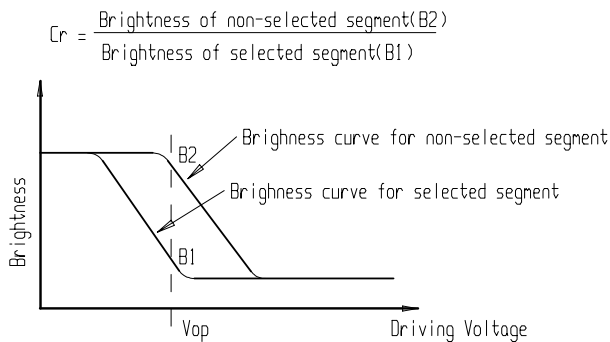 Cr = Brightness of non-selected segment(B2)
Brightness of selected segment(B1)
B2
Brighness curve for non-selected segment
Brighness curve for selected segment
Brightness
B1
Vop
Driving Voltage